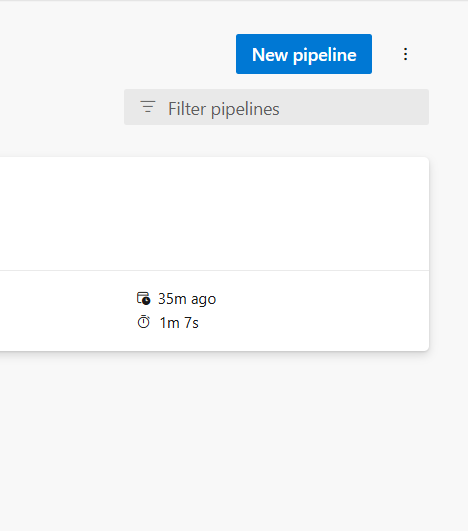 New pipeline
Filter pipelines
35m ago
1m 7s